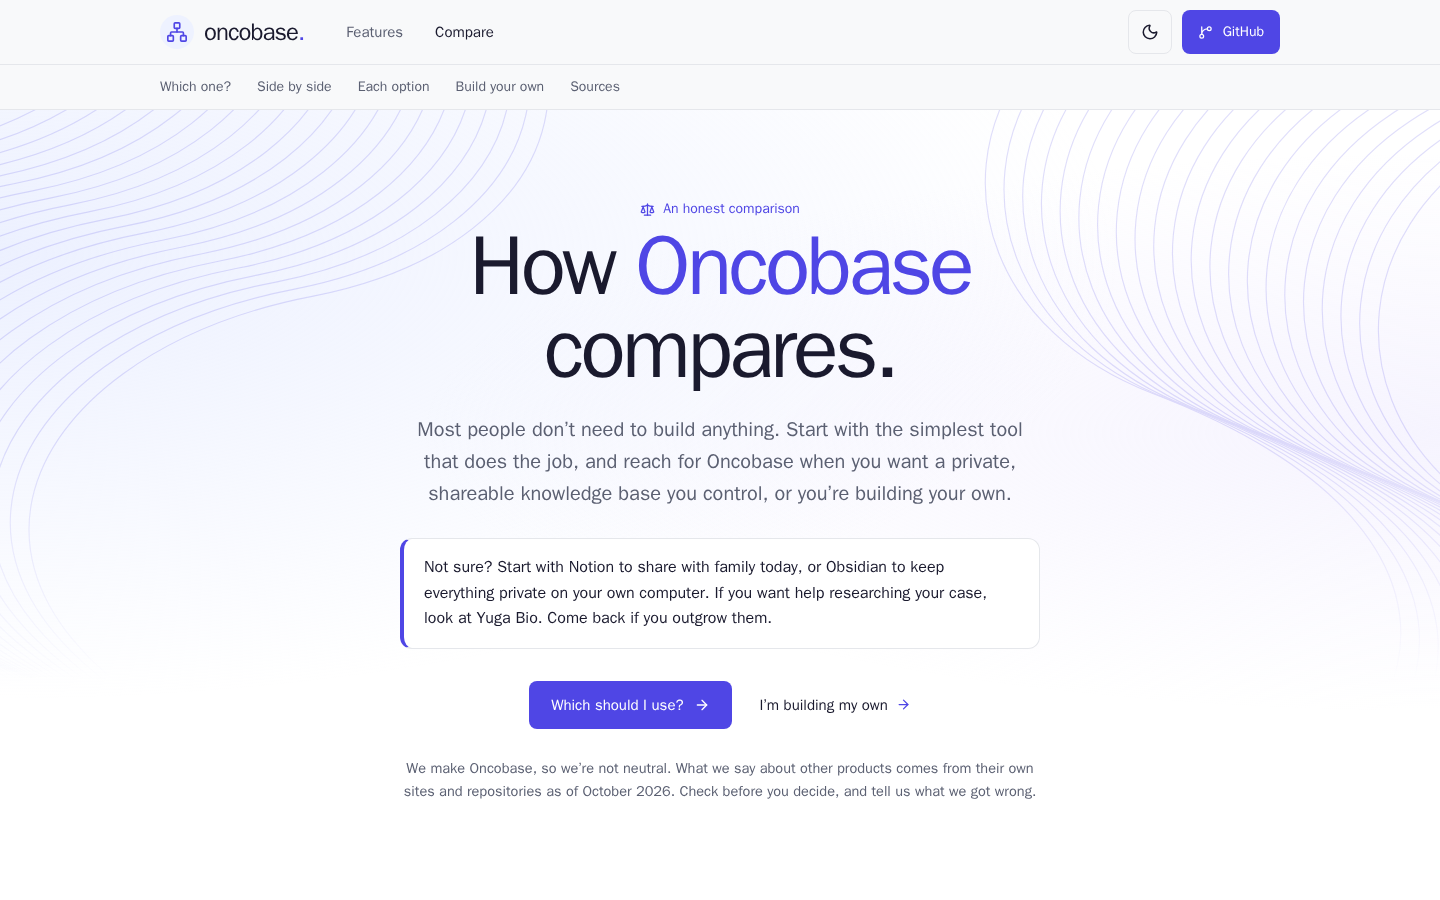 oncobase.
Features
Compare
GitHub
Which one?
Side by side
Each option
Build your own
Sources
An honest comparison
How Oncobase
compares.
Most people don’t need to build anything. Start with the simplest tool
that does the job, and reach for Oncobase when you want a private,
shareable knowledge base you control, or you’re building your own.
Not sure? Start with Notion to share with family today, or Obsidian to keep
everything private on your own computer. If you want help researching your case,
look at Yuga Bio. Come back if you outgrow them.
Which should I use?
I’m building my own
We make Oncobase, so we’re not neutral. What we say about other products comes from their own
sites and repositories as of October 2026. Check before you decide, and tell us what we got wrong.